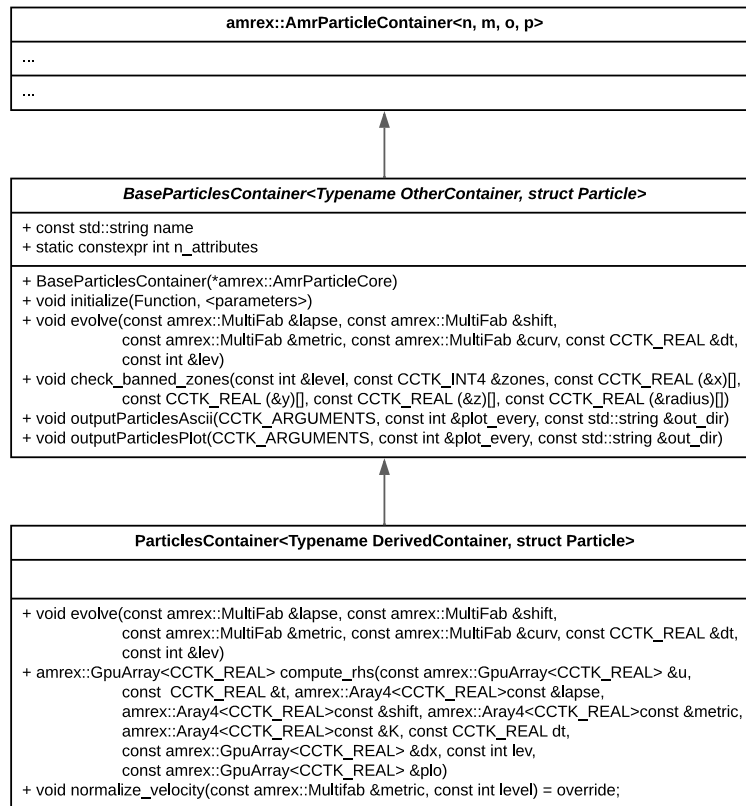 amrex::AmrParticleContainer<n, m, o, p>
...
...
BaseParticlesContainer<Typename OtherContainer, struct Particle>
+ const std::string name
+ static constexpr int n_attributes
+ BaseParticlesContainer(*amrex::AmrParticleCore)
+ void initialize(Function, <parameters>)
+ void evolve(const amrex::MultiFab &lapse, const amrex::MultiFab &shift,
const amrex::MultiFab &metric, const amrex::MultiFab &curv, const CCTK_REAL &dt,
const int &lev)
+ void check_banned_zones(const int &level, const CCTK_INT4 &zones, const CCTK_REAL (&x)[],
const CCTK_REAL (&y)[], const CCTK_REAL (&z)[], const CCTK_REAL (&radius)[])
+ void outputParticlesAscii(CCTK_ARGUMENTS, const int &plot_every, const std::string &out_dir)
+ void outputParticlesPlot(CCTK_ARGUMENTS, const int &plot_every, const std::string &out_dir)
ParticlesContainer<Typename DerivedContainer, struct Particle>
+ void evolve(const amrex::MultiFab &lapse, const amrex::MultiFab &shift,
const amrex::MultiFab &metric, const amrex::MultiFab &curv, const CCTK_REAL &dt,
const int &lev)
+ amrex::GpuArray<CCTK_REAL> compute_rhs(const amrex::GpuArray<CCTK_REAL> &u,
const  CCTK_REAL &t, amrex::Aray4<CCTK_REAL>const &lapse,
amrex::Aray4<CCTK_REAL>const &shift, amrex::Aray4<CCTK_REAL>const &metric,
amrex::Aray4<CCTK_REAL>const &K, const CCTK_REAL dt,
const amrex::GpuArray<CCTK_REAL> &dx, const int lev,
const amrex::GpuArray<CCTK_REAL> &plo)
+ void normalize_velocity(const amrex::Multifab &metric, const int level) = override;